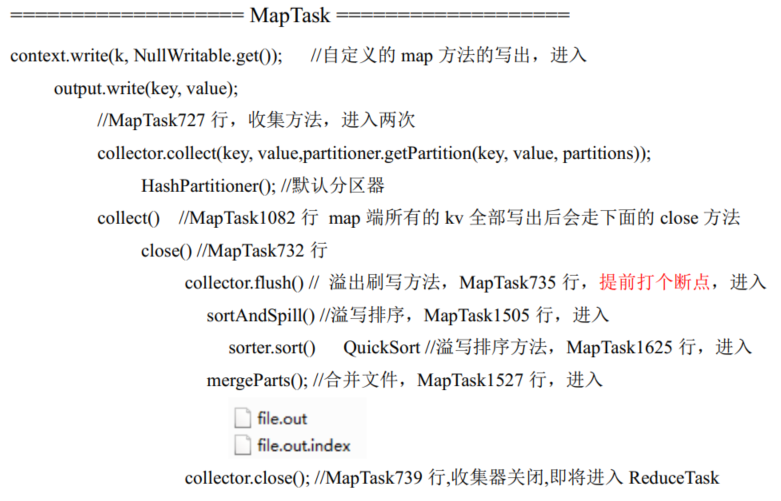 =================== MapTask ===================
context.write(k, NullWritable.get()); //自定义的 map 方法的写出，进入
output.write(key, value);
//MapTask727 行，收集方法，进入两次
collector.collect(key, value,partitioner.getPartition(key, value, partitions));
HashPartitioner(); //默认分区器
collect() //MapTask1082 行 map 端所有的 kv 全部写出后会走下面的 close 方法
close() //MapTask732 行
collector.flush() // 溢出刷写方法，MapTask735 行，提前打个断点，进入
sortAndSpill() //溢写排序，MapTask1505 行，进入
sorter.sort() QuickSort //溢写排序方法，MapTask1625 行，进入
mergeParts(); //合并文件，MapTask1527 行，进入
file.out
file.out.index
collector.close(); //MapTask739 行,收集器关闭,即将进入 ReduceTask